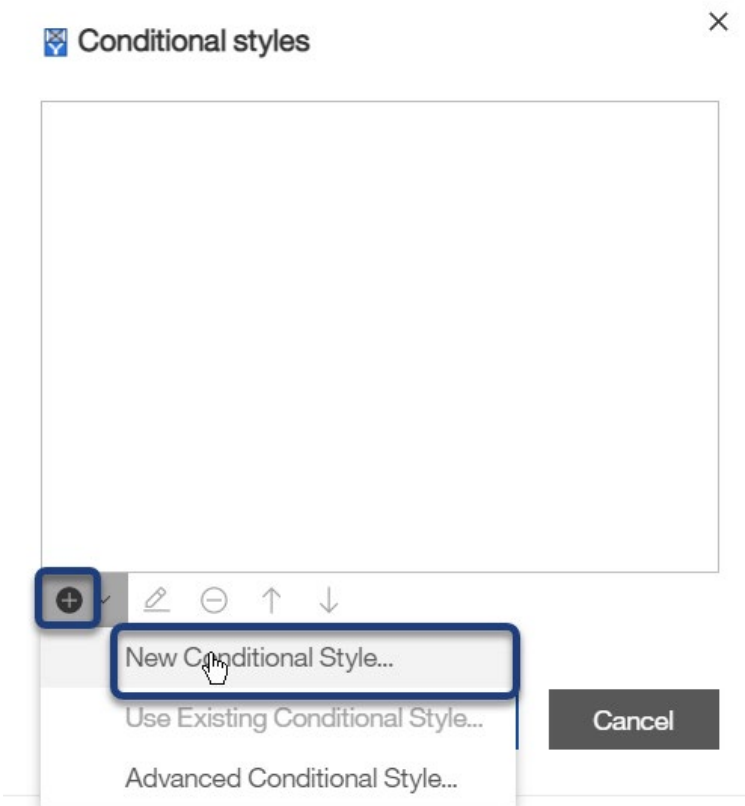 Conditional styles
New Conditional Style...
Use Existing Conditional Style...
Cancel
Advanced Conditional Style...